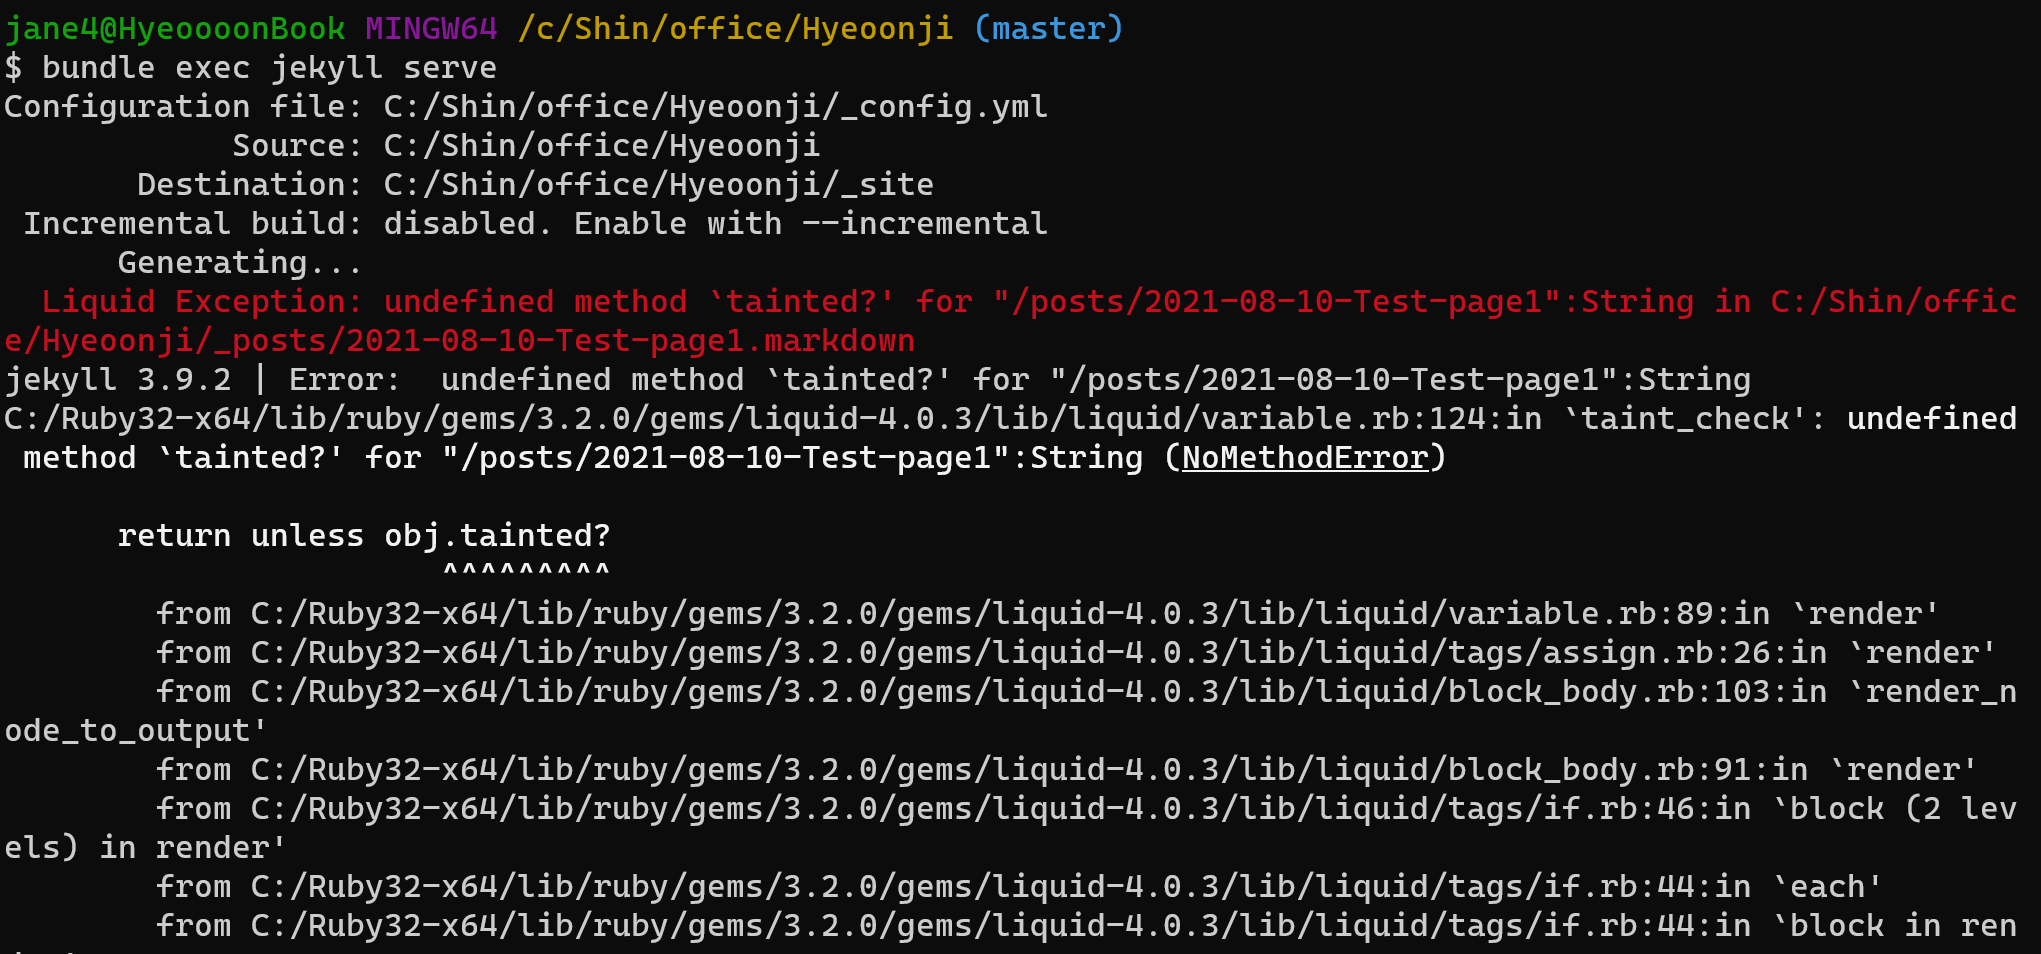 jane4@HyeoooonBook MINGW64 /c/Shin/office/Hyeoonji (master)
$ bundle exec jekyll serve
Configuration file: C:/Shin/office/Hyeoonji/_config.yml
            Source: C:/Shin/office/Hyeoonji
       Destination: C:/Shin/office/Hyeoonji/_site
 Incremental build: disabled. Enable with --incremental
      Generating...
  Liquid Exception: undefined method `tainted?' for "/posts/2021-08-10-Test-page1":String in C:/Shin/offic
e/Hyeoonji/_posts/2021-08-10-Test-page1.markdown
jekyll 3.9.2 | Error:  undefined method `tainted?' for "/posts/2021-08-10-Test-page1":String
C:/Ruby32-x64/lib/ruby/gems/3.2.0/gems/liquid-4.0.3/lib/liquid/variable.rb:124:in `taint_check': undefined
 method `tainted?' for "/posts/2021-08-10-Test-page1":String (NoMethodError)

      return unless obj.tainted?
                       ^^^^^^^^^
        from C:/Ruby32-x64/lib/ruby/gems/3.2.0/gems/liquid-4.0.3/lib/liquid/variable.rb:89:in `render'
        from C:/Ruby32-x64/lib/ruby/gems/3.2.0/gems/liquid-4.0.3/lib/liquid/tags/assign.rb:26:in `render'
        from C:/Ruby32-x64/lib/ruby/gems/3.2.0/gems/liquid-4.0.3/lib/liquid/block_body.rb:103:in `render_n
ode_to_output'
        from C:/Ruby32-x64/lib/ruby/gems/3.2.0/gems/liquid-4.0.3/lib/liquid/block_body.rb:91:in `render'
        from C:/Ruby32-x64/lib/ruby/gems/3.2.0/gems/liquid-4.0.3/lib/liquid/tags/if.rb:46:in `block (2 lev
els) in render'
        from C:/Ruby32-x64/lib/ruby/gems/3.2.0/gems/liquid-4.0.3/lib/liquid/tags/if.rb:44:in `each'
        from C:/Ruby32-x64/lib/ruby/gems/3.2.0/gems/liquid-4.0.3/lib/liquid/tags/if.rb:44:in `block in ren